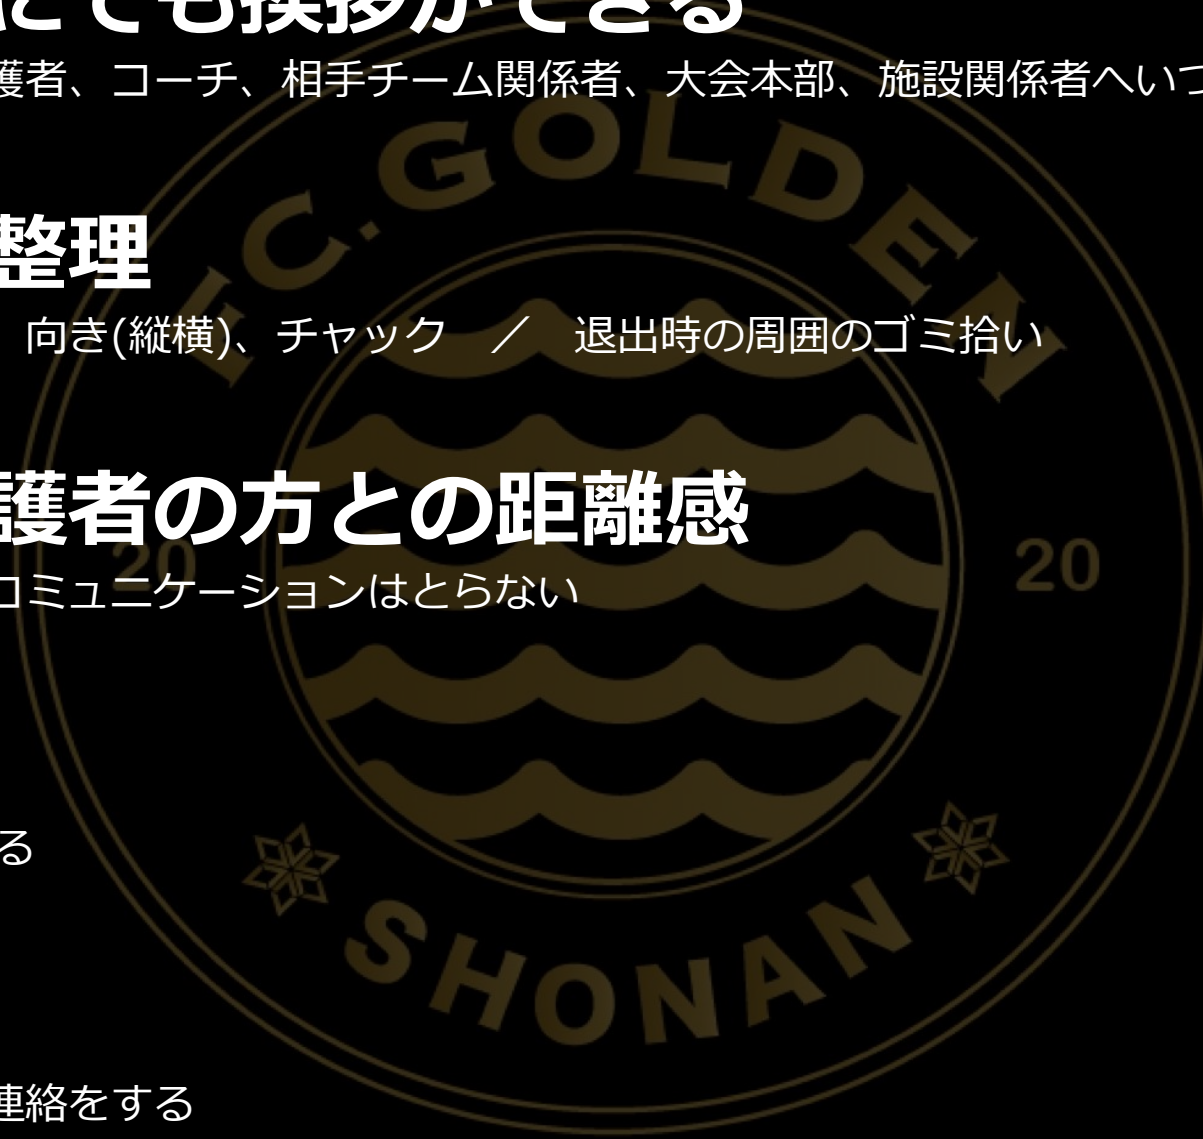 にても挨拶ができる
護者、コーチ、相手チーム関係者、大会本部、施設関係者へいつ
FC.GOLDEN
整理
向き(縦横)、チャック　／　退出時の周囲のゴミ拾い
護者の方との距離感
20 20
コミュニケーションはとらない
る
SHONAN
連絡をする